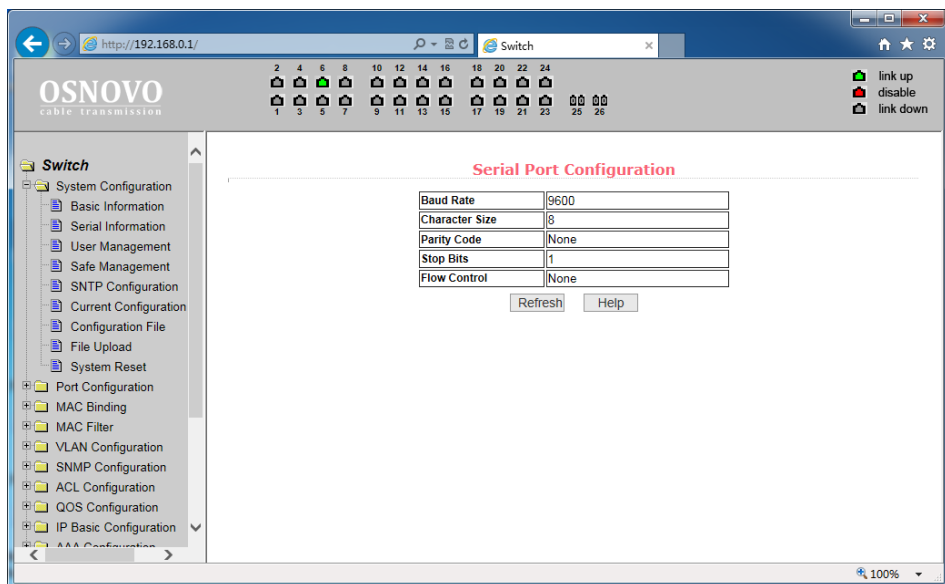 http://192.168.0.1/
Switch
OSNOVO
cable transmission
2 4 6 8 10 12 14 16 18 20 22 24
1 3 5 7 9 11 13 15 17 19 21 23 25 26
link up
disable
link down
Switch
System Configuration
Basic Information
Serial Information
User Management
Safe Management
SNTP Configuration
Current Configuration
Configuration File
File Upload
System Reset
Port Configuration
MAC Binding
MAC Filter
VLAN Configuration
SNMP Configuration
ACL Configuration
QOS Configuration
IP Basic Configuration
AAA Configuration
Serial Port Configuration
Baud Rate 9600
Character Size 8
Parity Code None
Stop Bits 1
Flow Control None
Refresh Help
100%